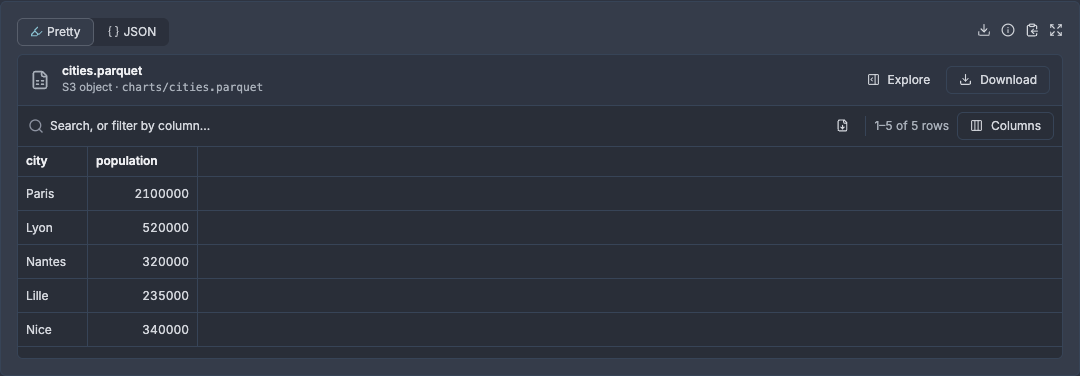 Pretty
{ } JSON
cities.parquet
S3 object · charts/cities.parquet
Explore
Download
Search, or filter by column...
1–5 of 5 rows
Columns
city population
Paris 2100000
Lyon 520000
Nantes 320000
Lille 235000
Nice 340000